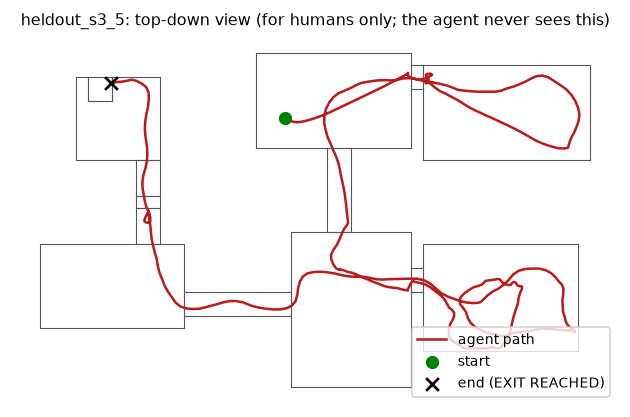 heldout_s3_5: top-down view (for humans only; the agent never sees this)
agent path
start
end (EXIT REACHED)